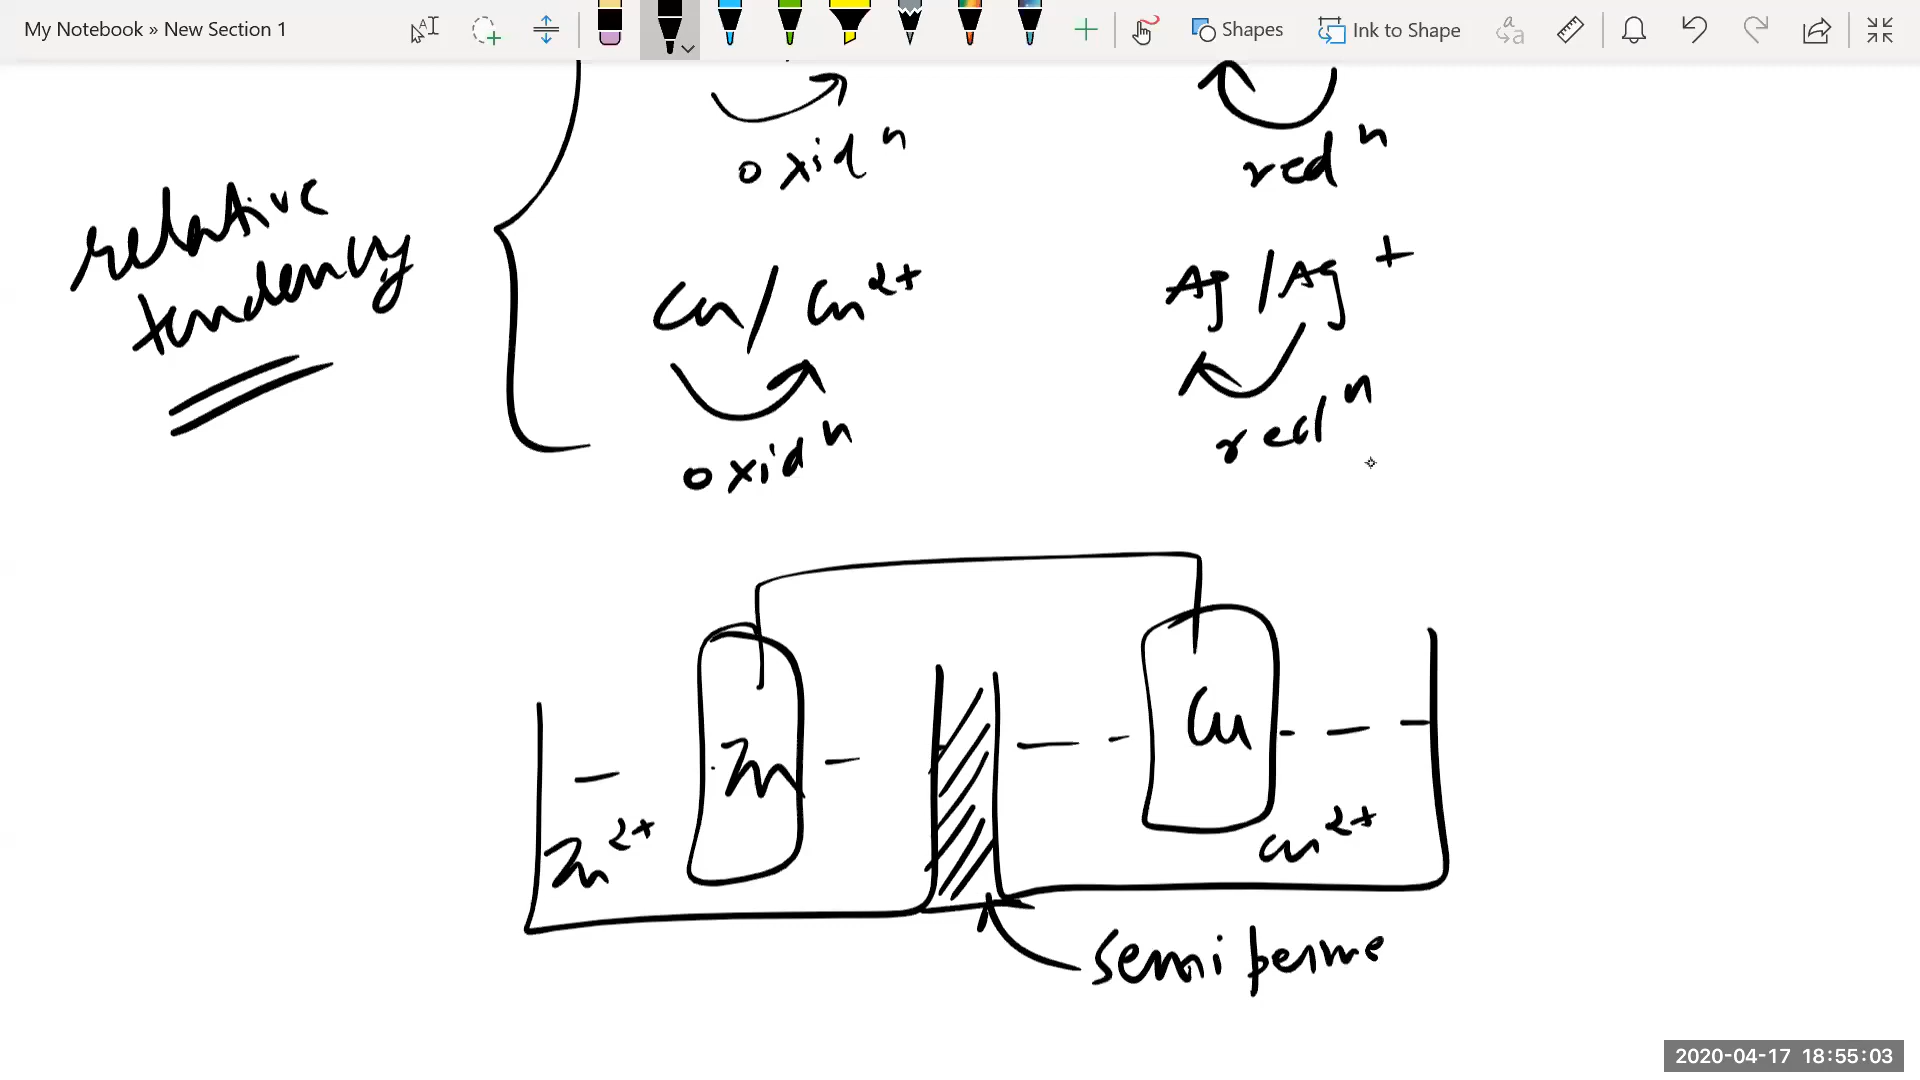 My Notebook » New Section 1
Shapes
Ink to Shape
oxidⁿ
redⁿ
relative
tendency
Cu/Cu²⁺
Ag/Ag⁺
oxidⁿ
redⁿ
Zn
Cu
Zn²⁺
Cu²⁺
semi perme
2020-04-17 18:55:03